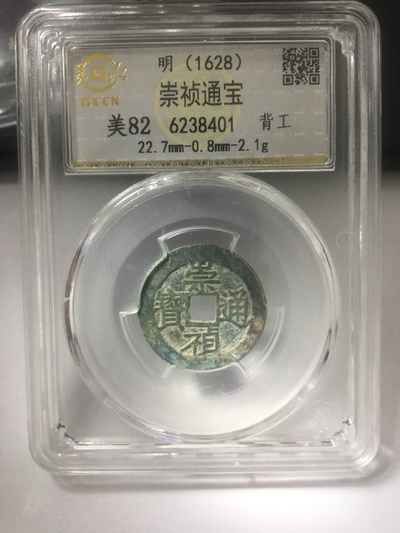 BCCN
明（1628）
崇祯通宝
美82 6238401 背工
22.7mm-0.8mm-2.1g
崇禎通寶